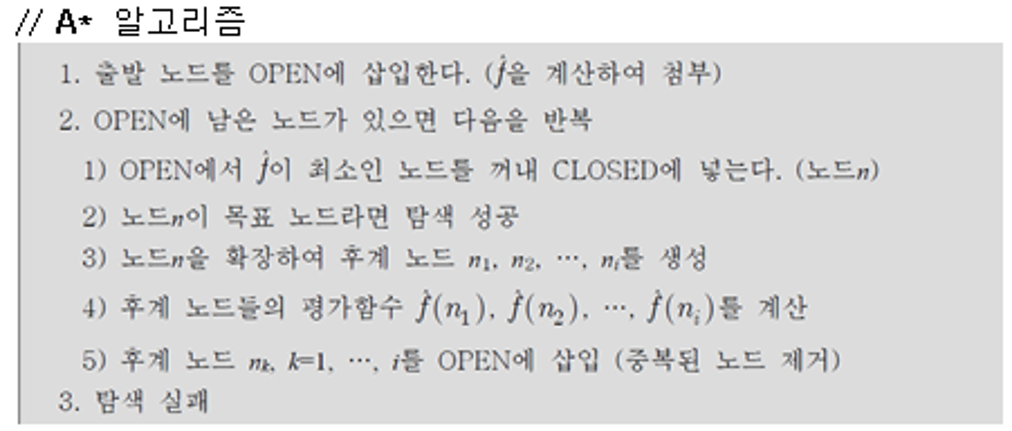 // A* 알고리즘
1. 출발 노드를 OPEN에 삽입한다. (f̂을 계산하여 첨부)
2. OPEN에 남은 노드가 있으면 다음을 반복
1) OPEN에서 f̂이 최소인 노드를 꺼내 CLOSED에 넣는다. (노드n)
2) 노드n이 목표 노드라면 탐색 성공
3) 노드n을 확장하여 후계 노드 n₁, n₂, ⋯, nᵢ를 생성
4) 후계 노드들의 평가함수 f̂(n₁), f̂(n₂), ⋯, f̂(nᵢ)를 계산
5) 후계 노드 nₖ, k=1, ⋯, i를 OPEN에 삽입 (중복된 노드 제거)
3. 탐색 실패